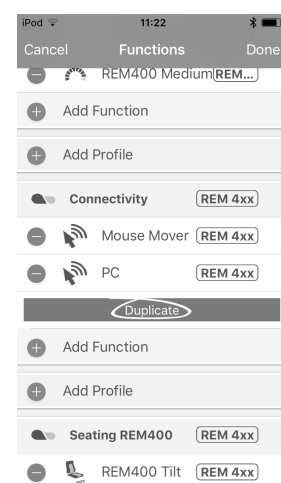 iPod 11:22
Cancel Functions Done
REM400 Medium REM...
Add Function
Add Profile
Connectivity REM 4xx
Mouse Mover REM 4xx
PC REM 4xx
Duplicate
Add Function
Add Profile
Seating REM400 REM 4xx
REM400 Tilt REM 4xx